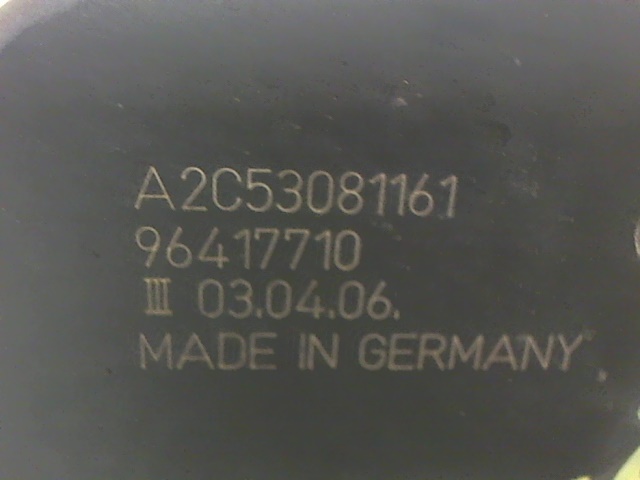 A2C53081161
96417710
III 03.04.06.
MADE IN GERMANY